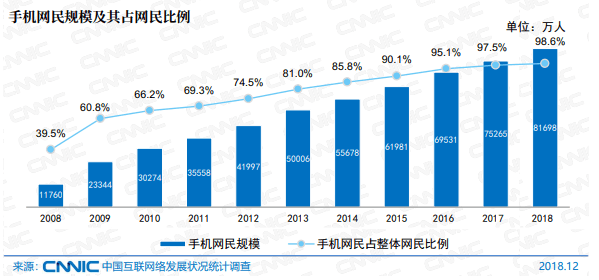 手机网民规模及其占网民比例
单位：万人
39.5% 60.8% 66.2% 69.3% 74.5% 81.0% 85.8% 90.1% 95.1% 97.5% 98.6%
11760 23344 30274 35558 41997 50006 55678 61981 69531 75265 81698
2008 2009 2010 2011 2012 2013 2014 2015 2016 2017 2018
手机网民规模 手机网民占整体网民比例
来源：CNNIC 中国互联网络发展状况统计调查 2018.12